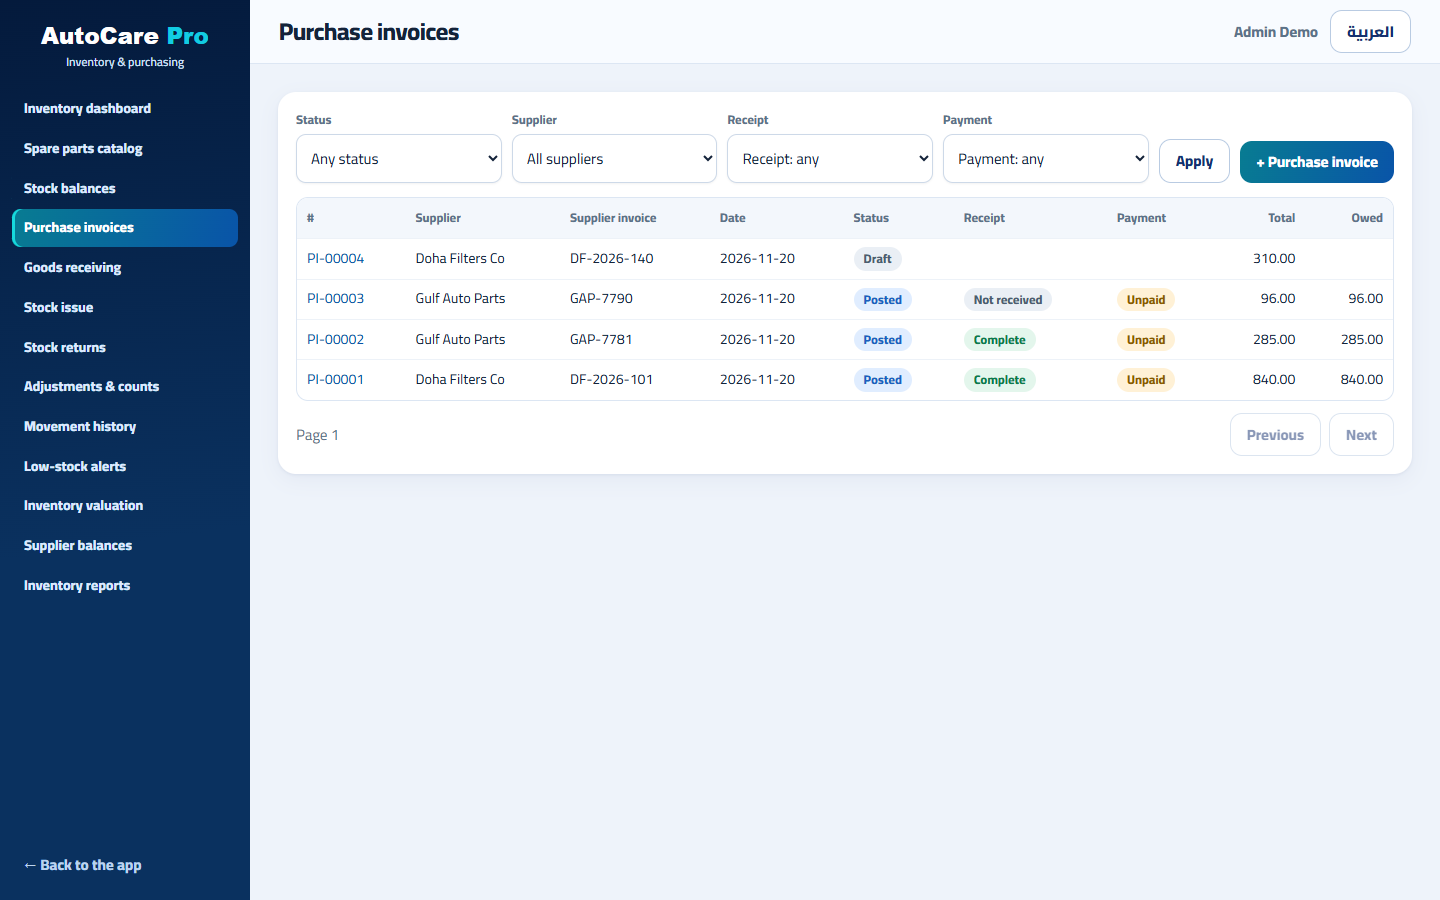 AutoCare Pro
Inventory & purchasing
Inventory dashboard
Spare parts catalog
Stock balances
Purchase invoices
Goods receiving
Stock issue
Stock returns
Adjustments & counts
Movement history
Low-stock alerts
Inventory valuation
Supplier balances
Inventory reports
← Back to the app
Purchase invoices
Admin Demo العربية
Status Supplier Receipt Payment
Any status All suppliers Receipt: any Payment: any Apply + Purchase invoice
# Supplier Supplier invoice Date Status Receipt Payment Total Owed
PI-00004 Doha Filters Co DF-2026-140 2026-11-20 Draft 310.00
PI-00003 Gulf Auto Parts GAP-7790 2026-11-20 Posted Not received Unpaid 96.00 96.00
PI-00002 Gulf Auto Parts GAP-7781 2026-11-20 Posted Complete Unpaid 285.00 285.00
PI-00001 Doha Filters Co DF-2026-101 2026-11-20 Posted Complete Unpaid 840.00 840.00
Page 1 Previous Next